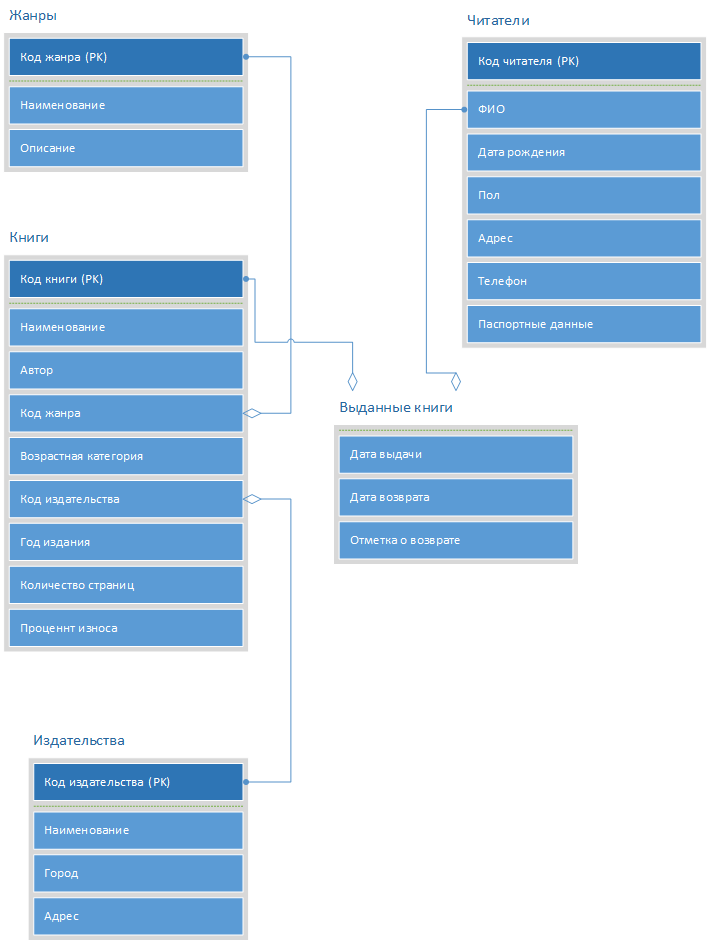 Жанры
Код жанра (PK)
Наименование
Описание
Читатели
Код читателя (PK)
ФИО
Дата рождения
Пол
Адрес
Телефон
Паспортные данные
Книги
Код книги (PK)
Наименование
Автор
Код жанра
Возрастная категория
Код издательства
Год издания
Количество страниц
Проценнт износа
Выданные книги
Дата выдачи
Дата возврата
Отметка о возврате
Издательства
Код издательства (PK)
Наименование
Город
Адрес